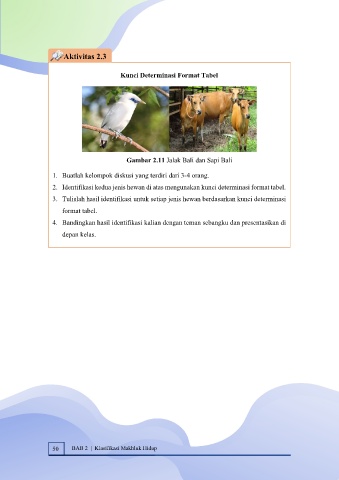 Aktivitas 2.3
Kunci Determinasi Format Tabel
Gambar 2.11 Jalak Bali dan Sapi Bali
1. Buatlah kelompok diskusi yang terdiri dari 3-4 orang.
2. Identifikasi kedua jenis hewan di atas mengunakan kunci determinasi format tabel.
3. Tulislah hasil identifikasi untuk setiap jenis hewan berdasarkan kunci determinasi
format tabel.
4. Bandingkan hasil identifikasi kalian dengan teman sebangku dan presentasikan di
depan kelas.
50 BAB 2 | Klasifikasi Makhluk Hidup